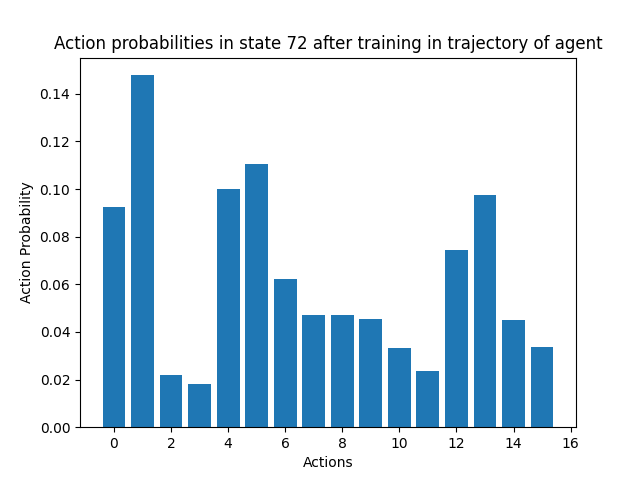 Action probabilities in state 72 after training in trajectory of agent
0.14
0.12
0.10
0.08
0.06
0.04
0.02
0.00
Action Probability
0 2 4 6 8 10 12 14 16
Actions